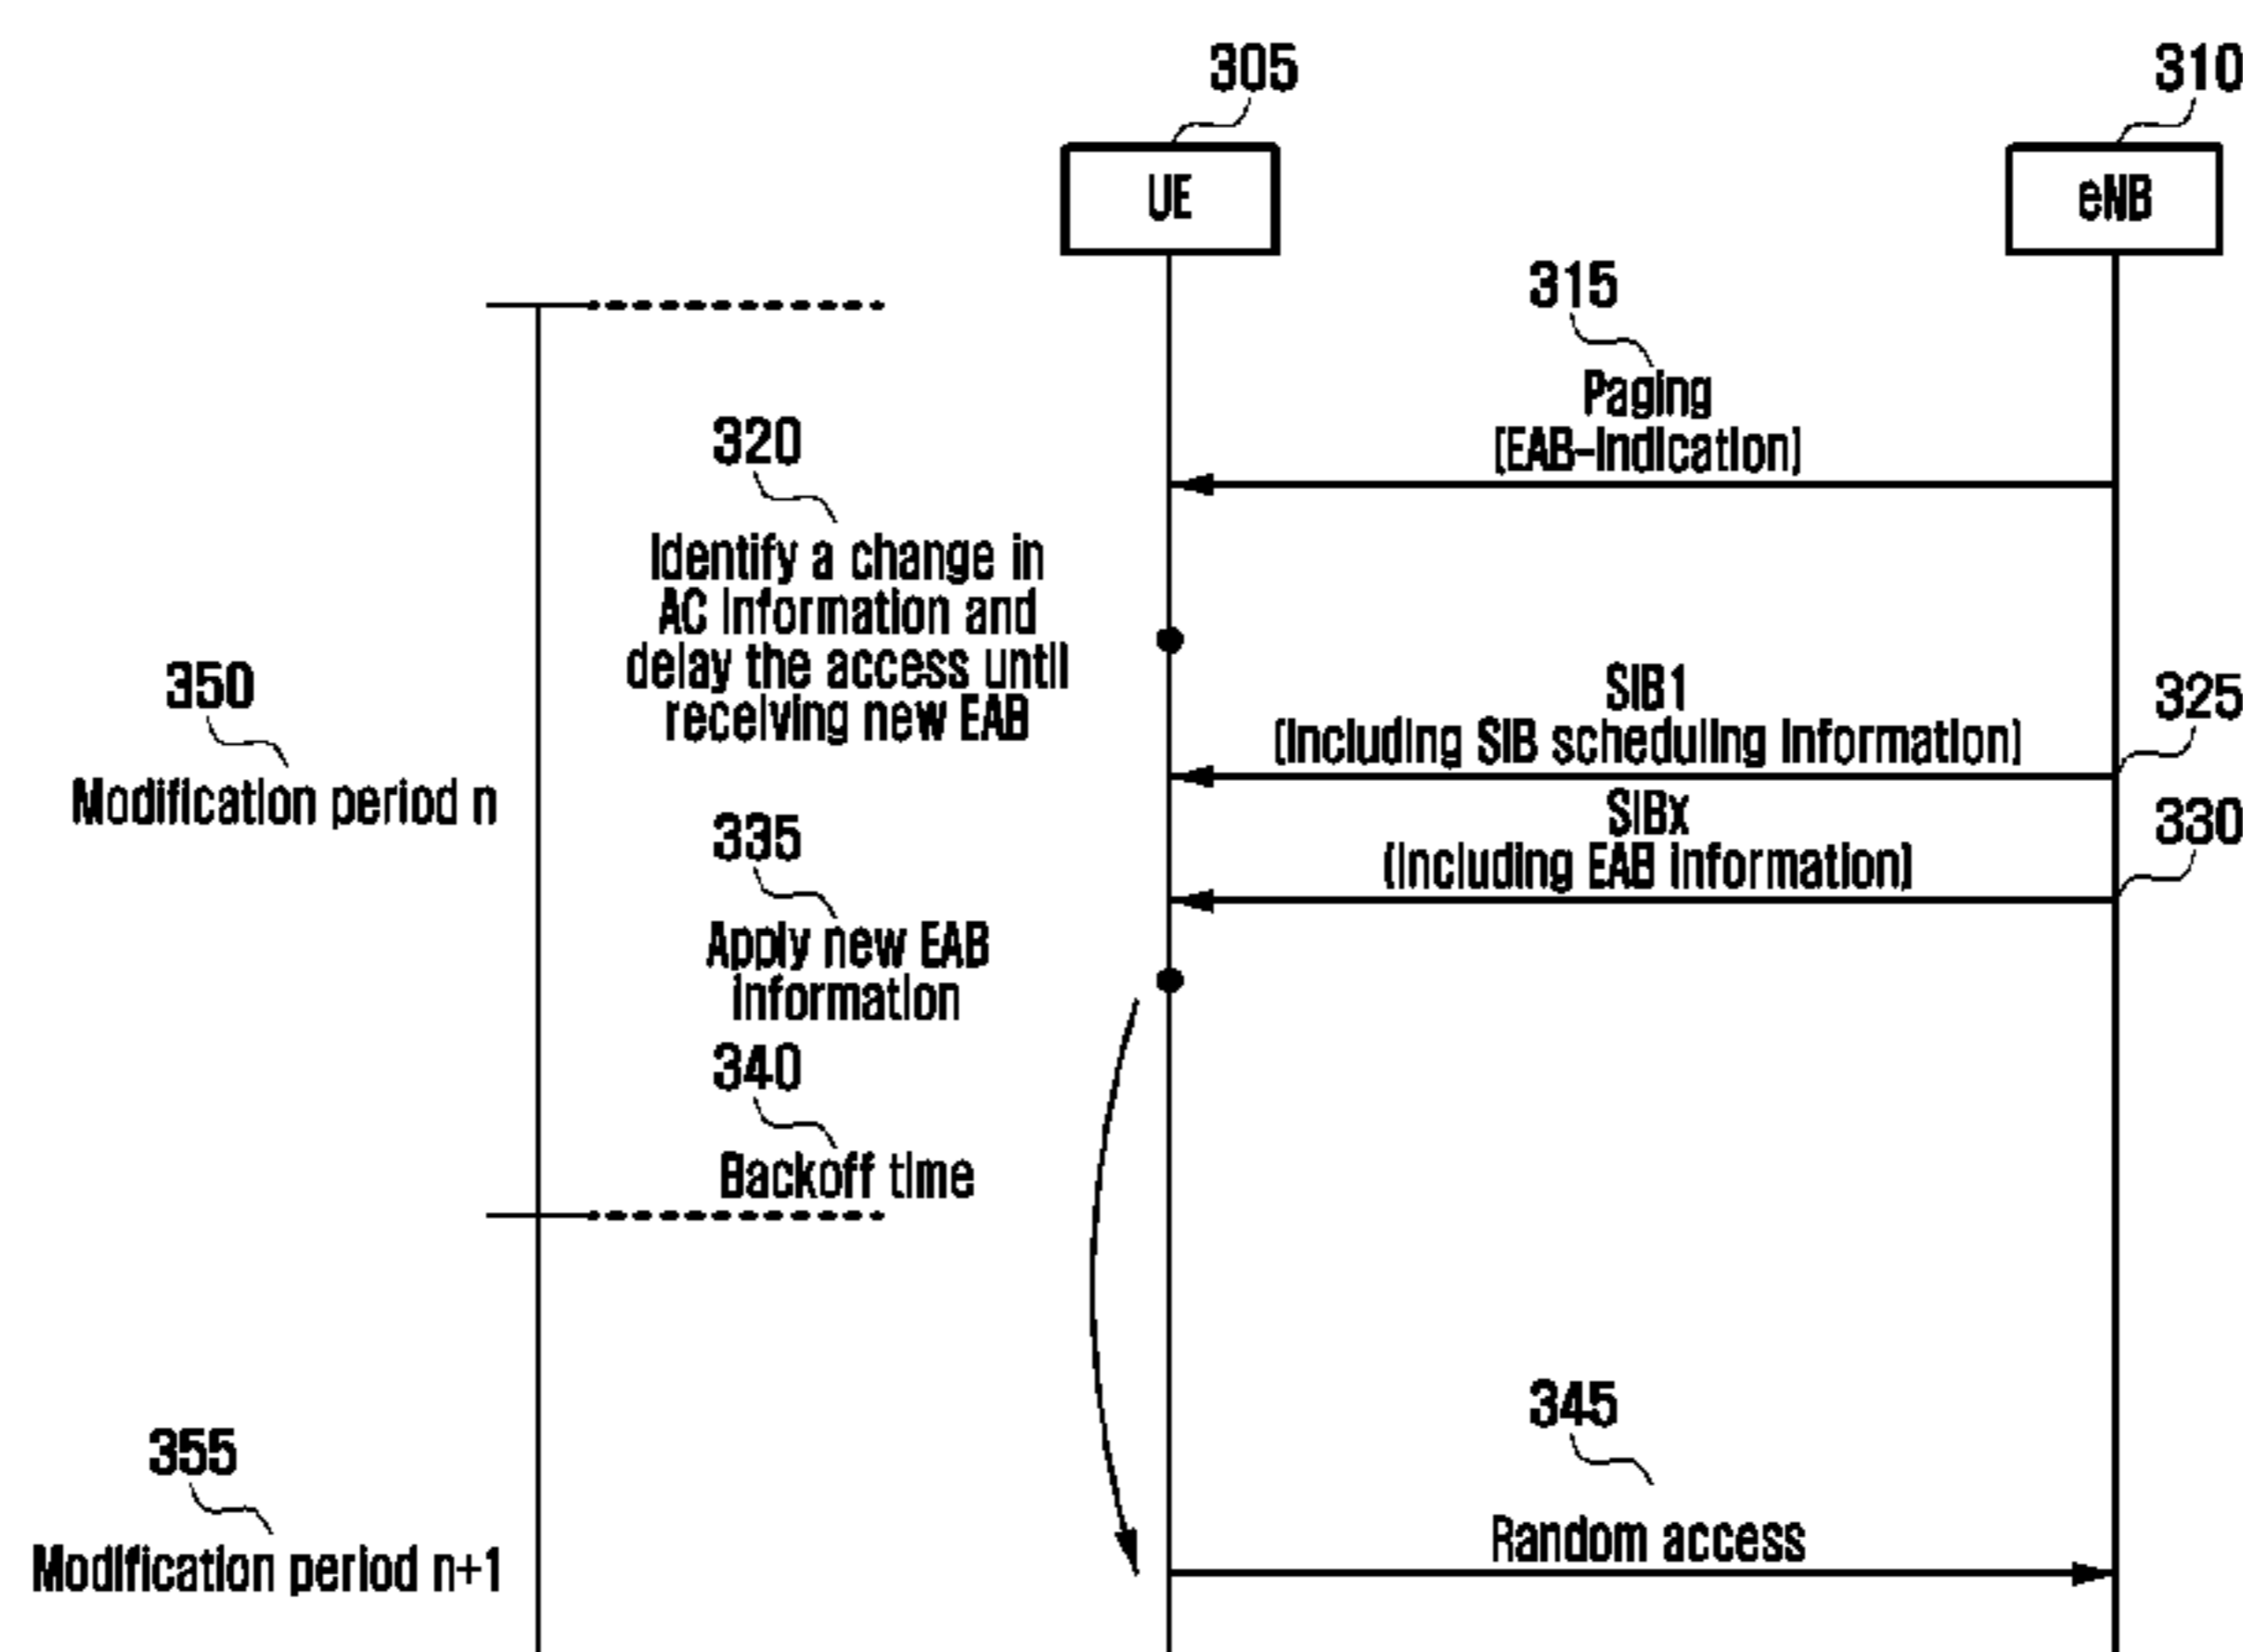 305
310
UE
eNB
315
Paging
(EAB-Indication)
320
Identify a change in
AC Information and
delay the access until
receiving new EAB
350
Modification period n
SIB1
(Including SIB scheduling Information)
325
SIBx
(Including EAB Information)
330
335
Apply new EAB
Information
340
Backoff time
345
Random access
355
Modification period n+1